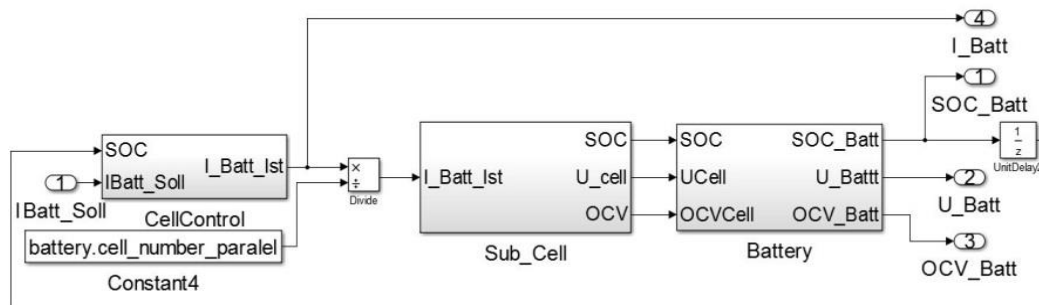 4
I_Batt
1
SOC_Batt
SOC
I_Batt_Ist
IBatt_Soll
1
IBatt_Soll
CellControl
×
÷
Divide
battery.cell_number_paralel
Constant4
I_Batt_Ist
SOC
U_cell
OCV
Sub_Cell
SOC
UCell
OCVCell
SOC_Batt
U_Battt
OCV_Batt
Battery
1
z
UnitDelay2
2
U_Batt
3
OCV_Batt